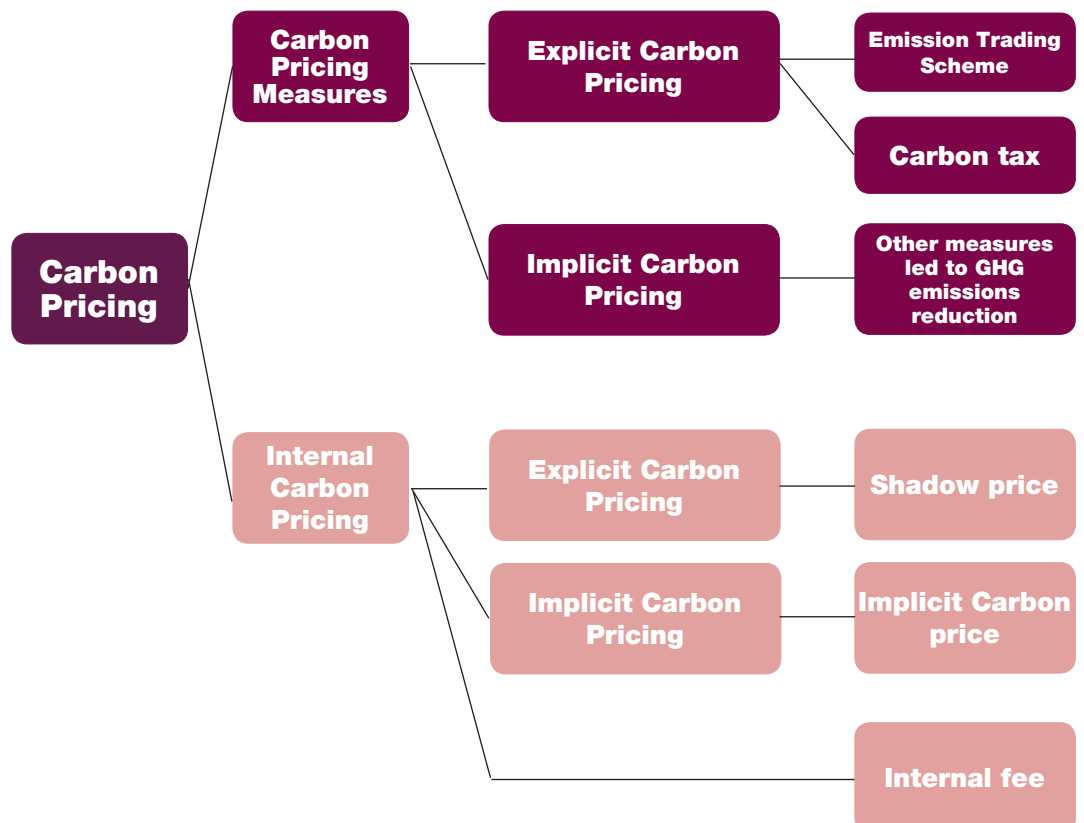 Carbon
Pricing
Carbon
Pricing
Measures
Explicit Carbon
Pricing
Emission Trading
Scheme
Carbon tax
Implicit Carbon
Pricing
Other measures
led to GHG
emissions
reduction
Internal
Carbon
Pricing
Explicit Carbon
Pricing
Shadow price
Implicit Carbon
Pricing
Implicit Carbon
price
Internal fee